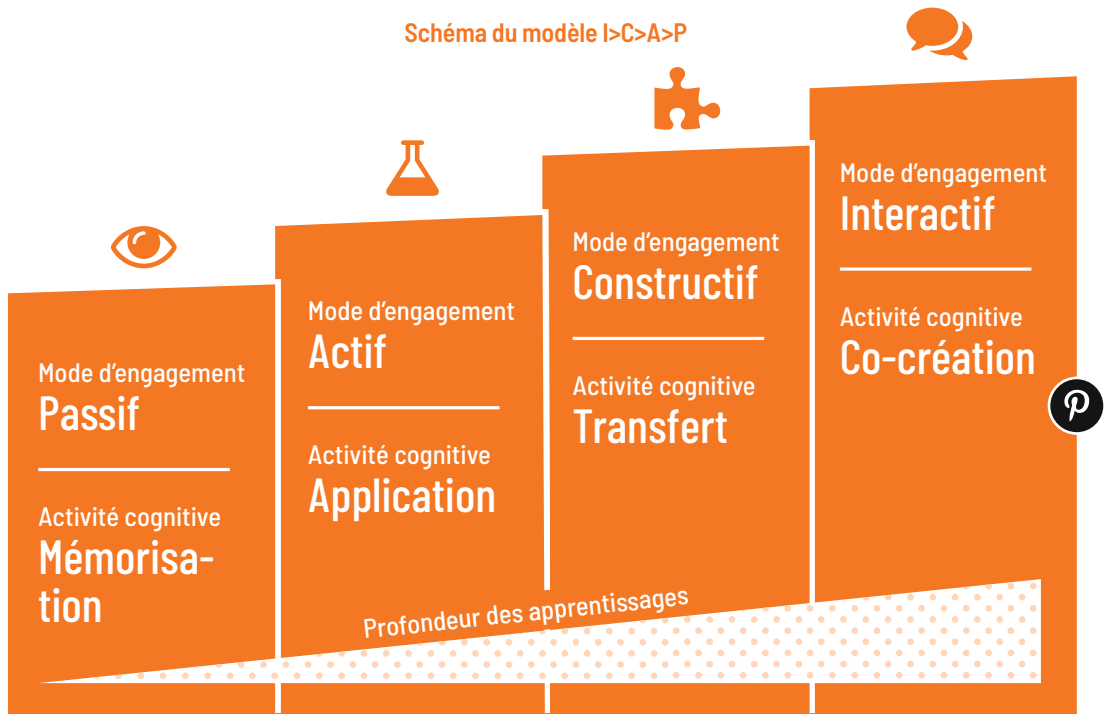 Schéma du modèle I>C>A>P
Mode d'engagement
Passif
Activité cognitive
Mémorisa-
tion
Mode d'engagement
Actif
Activité cognitive
Application
Mode d'engagement
Constructif
Activité cognitive
Transfert
Mode d'engagement
Interactif
Activité cognitive
Co-création
Profondeur des apprentissages